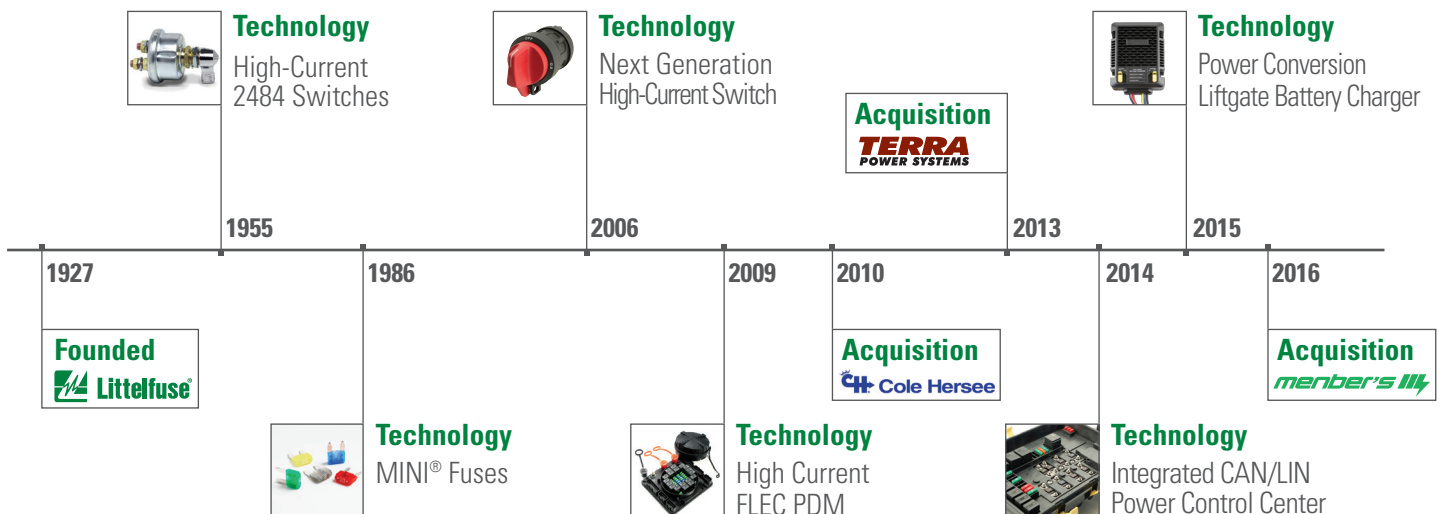 Technology
High-Current
2484 Switches
Technology
Next Generation
High-Current Switch
Acquisition
TERRA
POWER SYSTEMS
Technology
Power Conversion
Liftgate Battery Charger
1955
2006
2013
2015
1927
1986
2009
2010
2014
2016
Founded
Littelfuse®
Acquisition
CH Cole Hersee
Acquisition
menber's
Technology
MINI® Fuses
Technology
High Current
FLEC PDM
Technology
Integrated CAN/LIN
Power Control Center